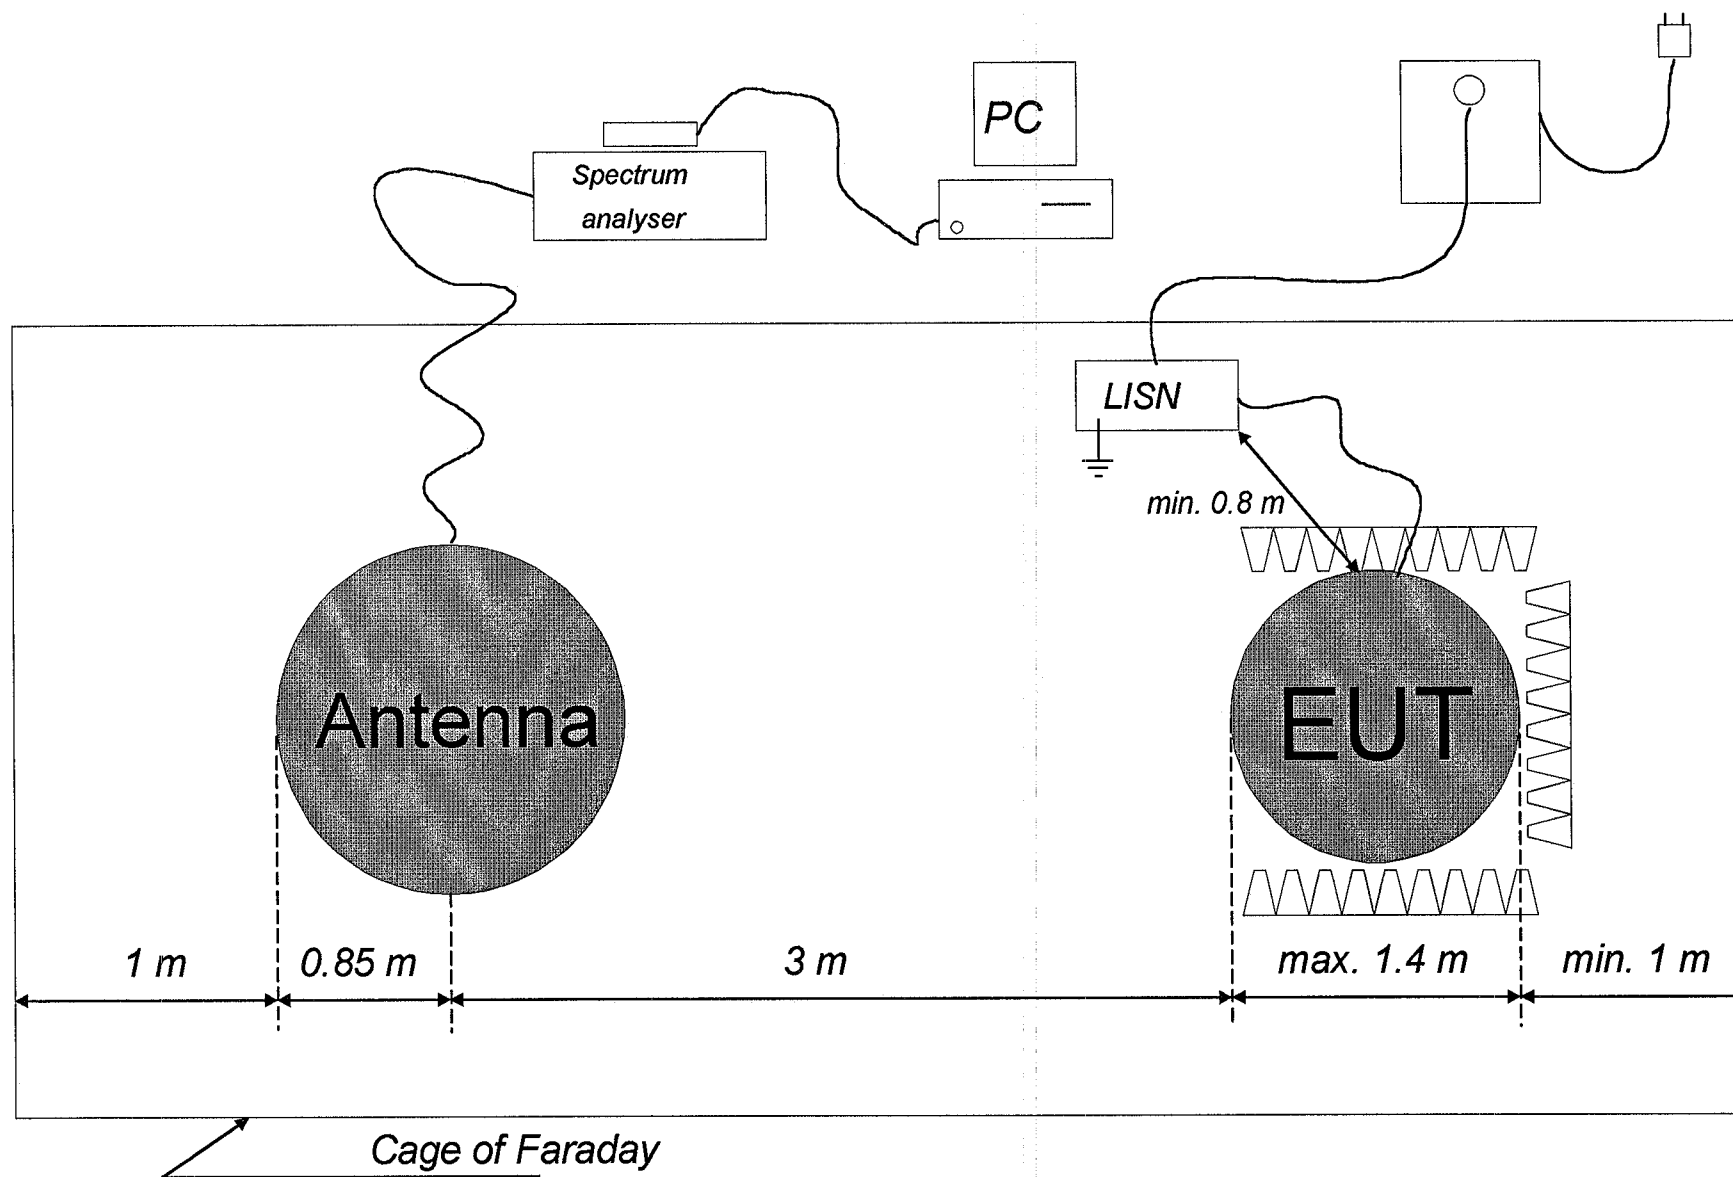 PC
Spectrum
analyser
LISN
min. 0.8 m
Antenna
EUT
1 m
0.85 m
3 m
max. 1.4 m
min. 1 m
Cage of Faraday